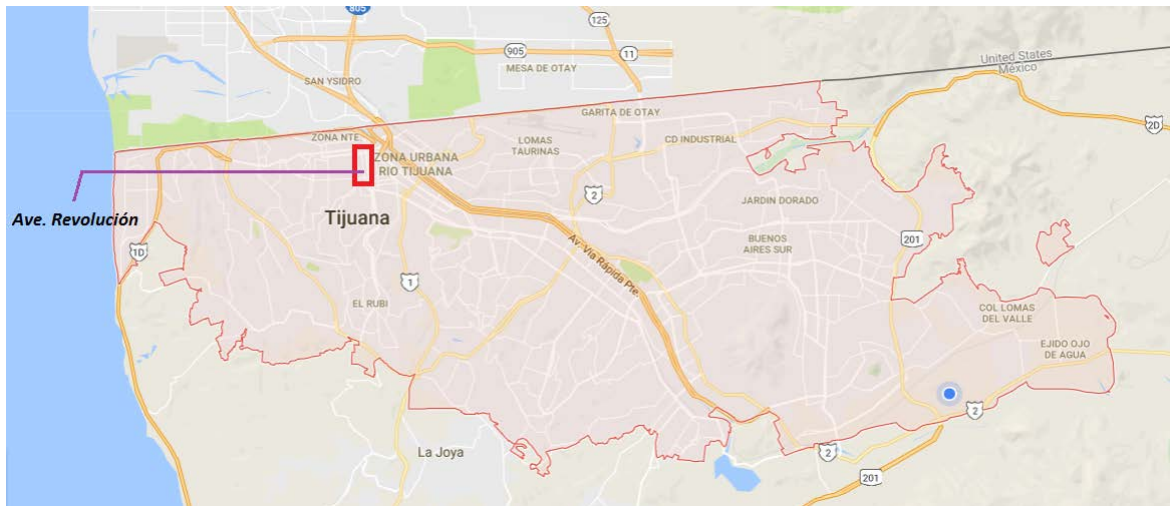 805
125
905
11
MESA DE OTAY
United States
México
SAN YSIDRO
GARITA DE OTAY
2D
ZONA NTE.
LOMAS
TAURINAS
CD INDUSTRIAL
ZONA URBANA
RIO TIJUANA
2
JARDIN DORADO
Ave. Revolución
Tijuana
BUENOS
AIRES SUR
201
1D
Av. Vía Rápida Pte.
1
EL RUBI
COL LOMAS
DEL VALLE
EJIDO OJO
DE AGUA
2
La Joya
2
201